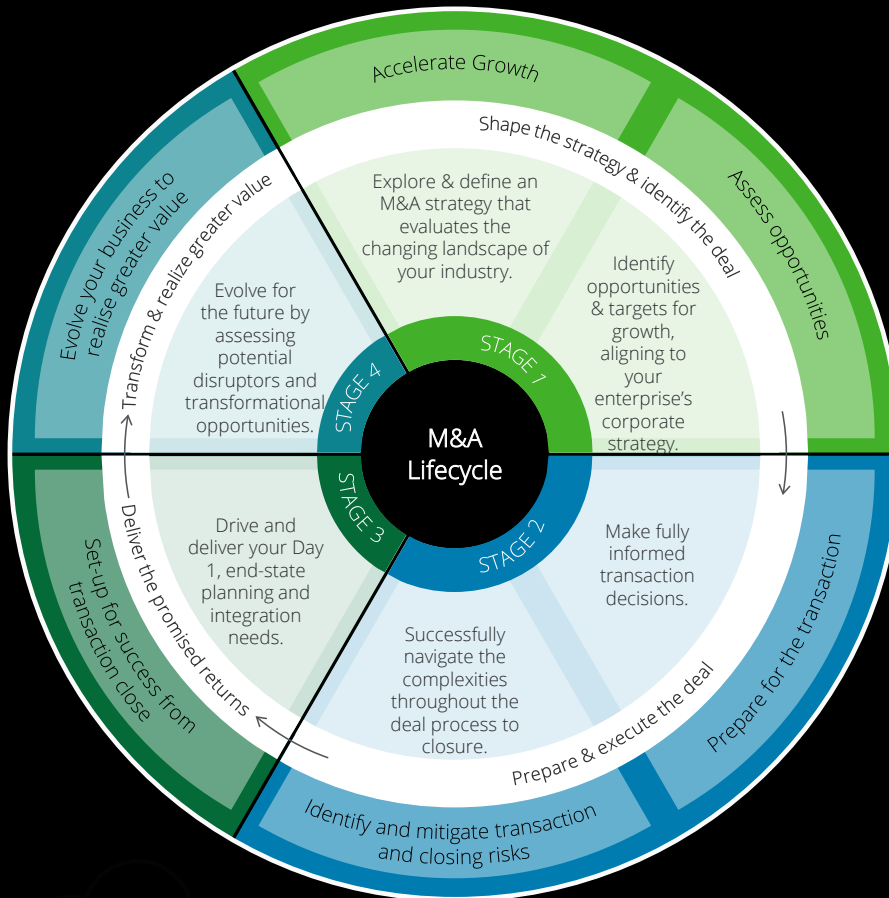 M&A
Lifecycle
STAGE 1
Shape the strategy & identify the deal
Accelerate Growth
Explore & define an
M&A strategy that
evaluates the
changing landscape of
your industry.
Assess opportunities
Identify
opportunities
& targets for
growth,
aligning to
your
enterprise’s
corporate
strategy.
STAGE 2
Prepare & execute the deal
Prepare for the transaction
Make fully
informed
transaction
decisions.
Identify and mitigate transaction
and closing risks
Successfully
navigate the
complexities
throughout the
deal process to
closure.
STAGE 3
Deliver the promised returns
Set-up for success from
transaction close
Drive and
deliver your Day
1, end-state
planning and
integration
needs.
STAGE 4
Transform & realize greater value
Evolve your business to
realise greater value
Evolve for
the future by
assessing
potential
disruptors and
transformational
opportunities.